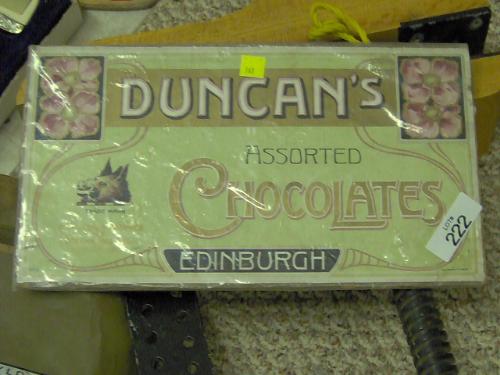 DUNCAN'S
ASSORTED
CHOCOLATES
EDINBURGH
LOT#
222